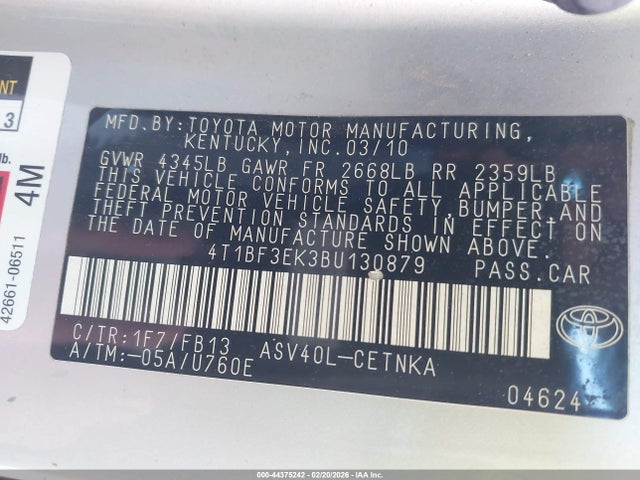 NT
3
lb.
4M
42661-06511
MFD.BY:TOYOTA MOTOR MANUFACTURING,
KENTUCKY,INC.03/10
GVWR 4345LB GAWR FR 2668LB RR 2359LB
THIS VEHICLE CONFORMS TO ALL APPLICABLE
FEDERAL MOTOR VEHICLE SAFETY,BUMPER,AND
THEFT PREVENTION STANDARDS IN EFFECT ON
THE DATE OF MANUFACTURE SHOWN ABOVE.
4T1BF3EK3BU130879 PASS.CAR
C/TR:1F7/FB13 ASV40L-CETNKA
A/TM:-05A/U760E
04624
000-44375242 - 02/20/2026 - IAA Inc.